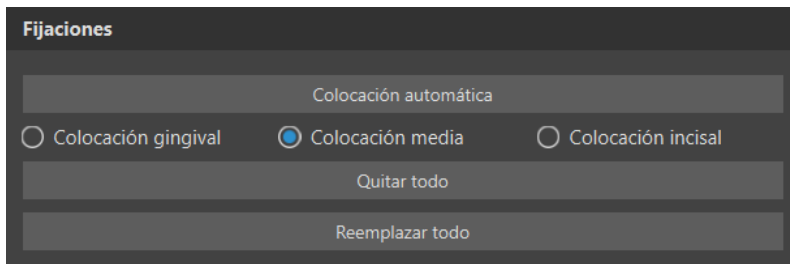 Fijaciones
Colocación automática
Colocación gingival Colocación media Colocación incisal
Quitar todo
Reemplazar todo